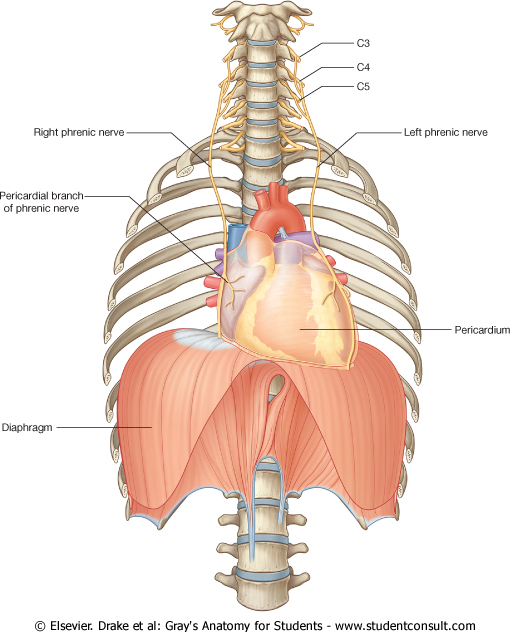 C3
C4
C5
Right phrenic nerve
Left phrenic nerve
Pericardial branch
of phrenic nerve
Pericardium
Diaphragm
© Elsevier. Drake et al: Gray's Anatomy for Students - www.studentconsult.com